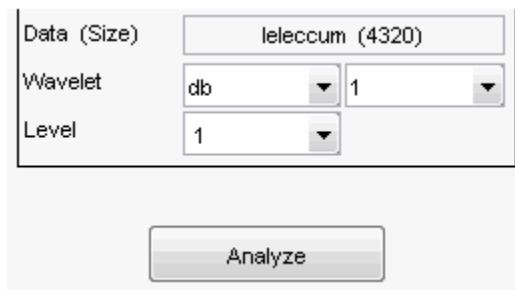 Data (Size) leleccum (4320)
Wavelet db 1
Level 1
Analyze